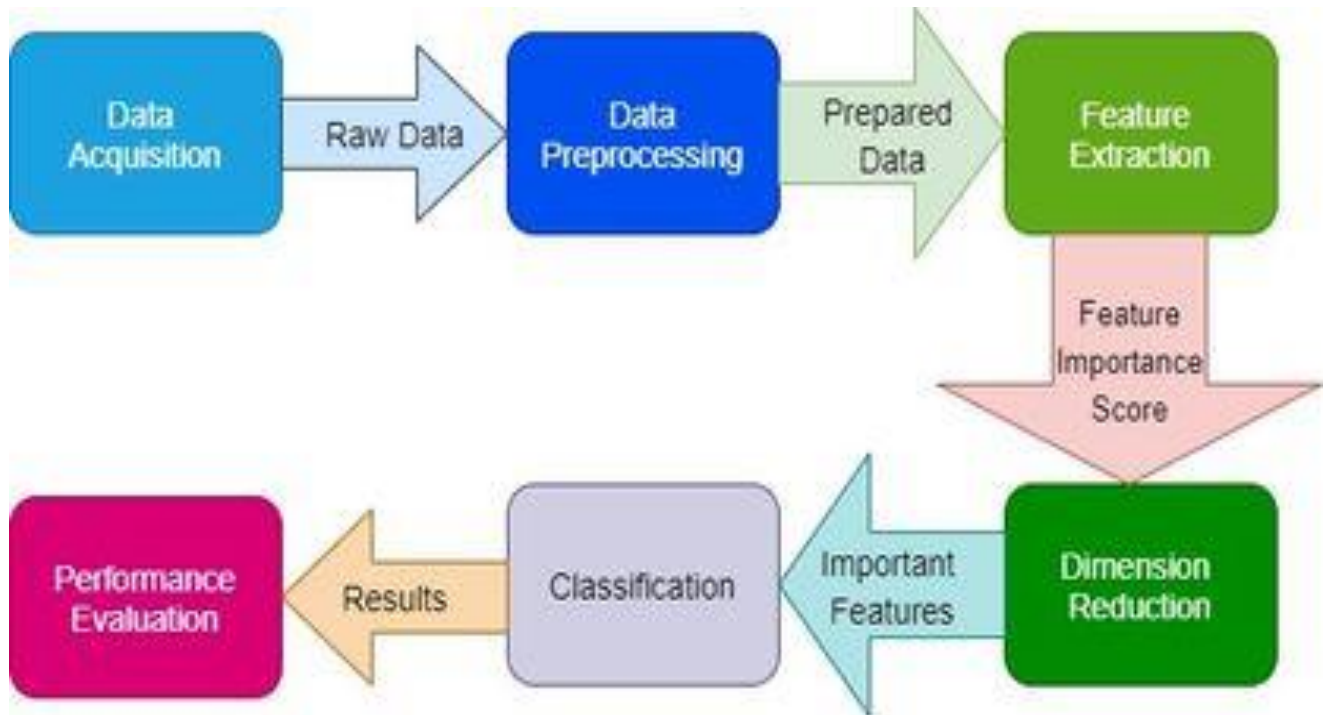 Data
Acquisition
Raw Data
Data
Preprocessing
Prepared
Data
Feature
Extraction
Feature
Importance
Score
Dimension
Reduction
Important
Features
Classification
Results
Performance
Evaluation